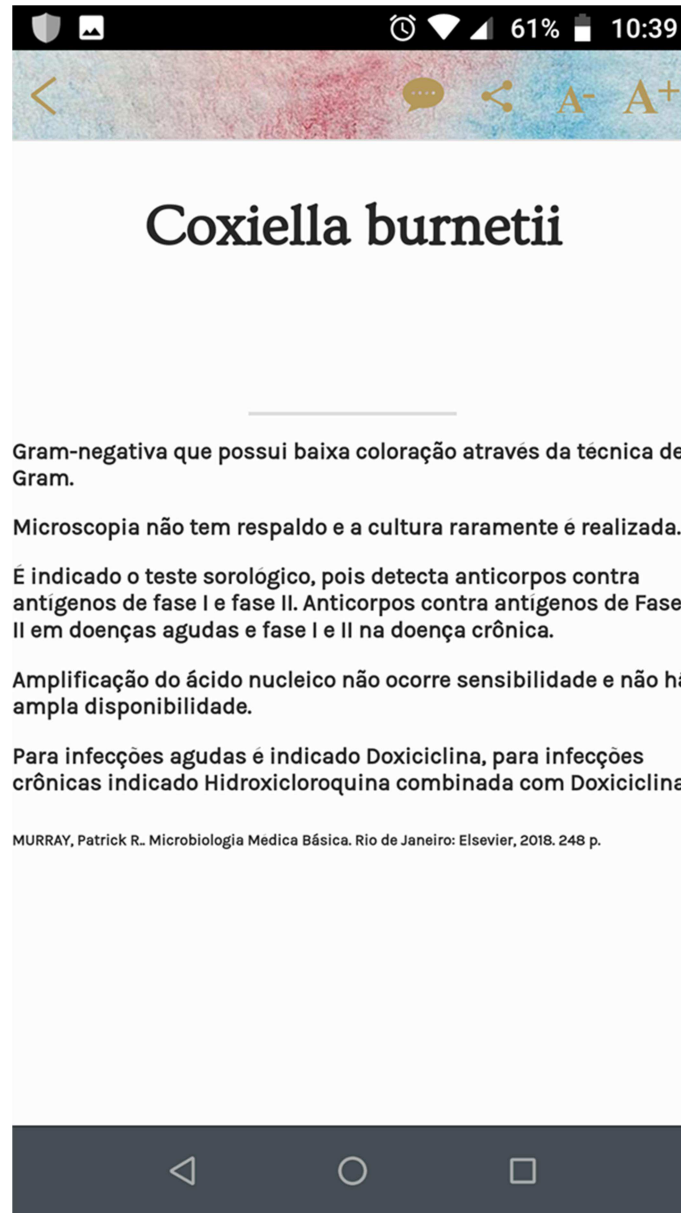 61% 10:39
A- A+
Coxiella burnetii
Gram-negativa que possui baixa coloração através da técnica de
Gram.
Microscopia não tem respaldo e a cultura raramente é realizada.
É indicado o teste sorológico, pois detecta anticorpos contra
antígenos de fase I e fase II. Anticorpos contra antígenos de Fase
II em doenças agudas e fase I e II na doença crônica.
Amplificação do ácido nucleico não ocorre sensibilidade e não há
ampla disponibilidade.
Para infecções agudas é indicado Doxiciclina, para infecções
crônicas indicado Hidroxicloroquina combinada com Doxiciclina
MURRAY, Patrick R.. Microbiologia Médica Básica. Rio de Janeiro: Elsevier, 2018. 248 p.